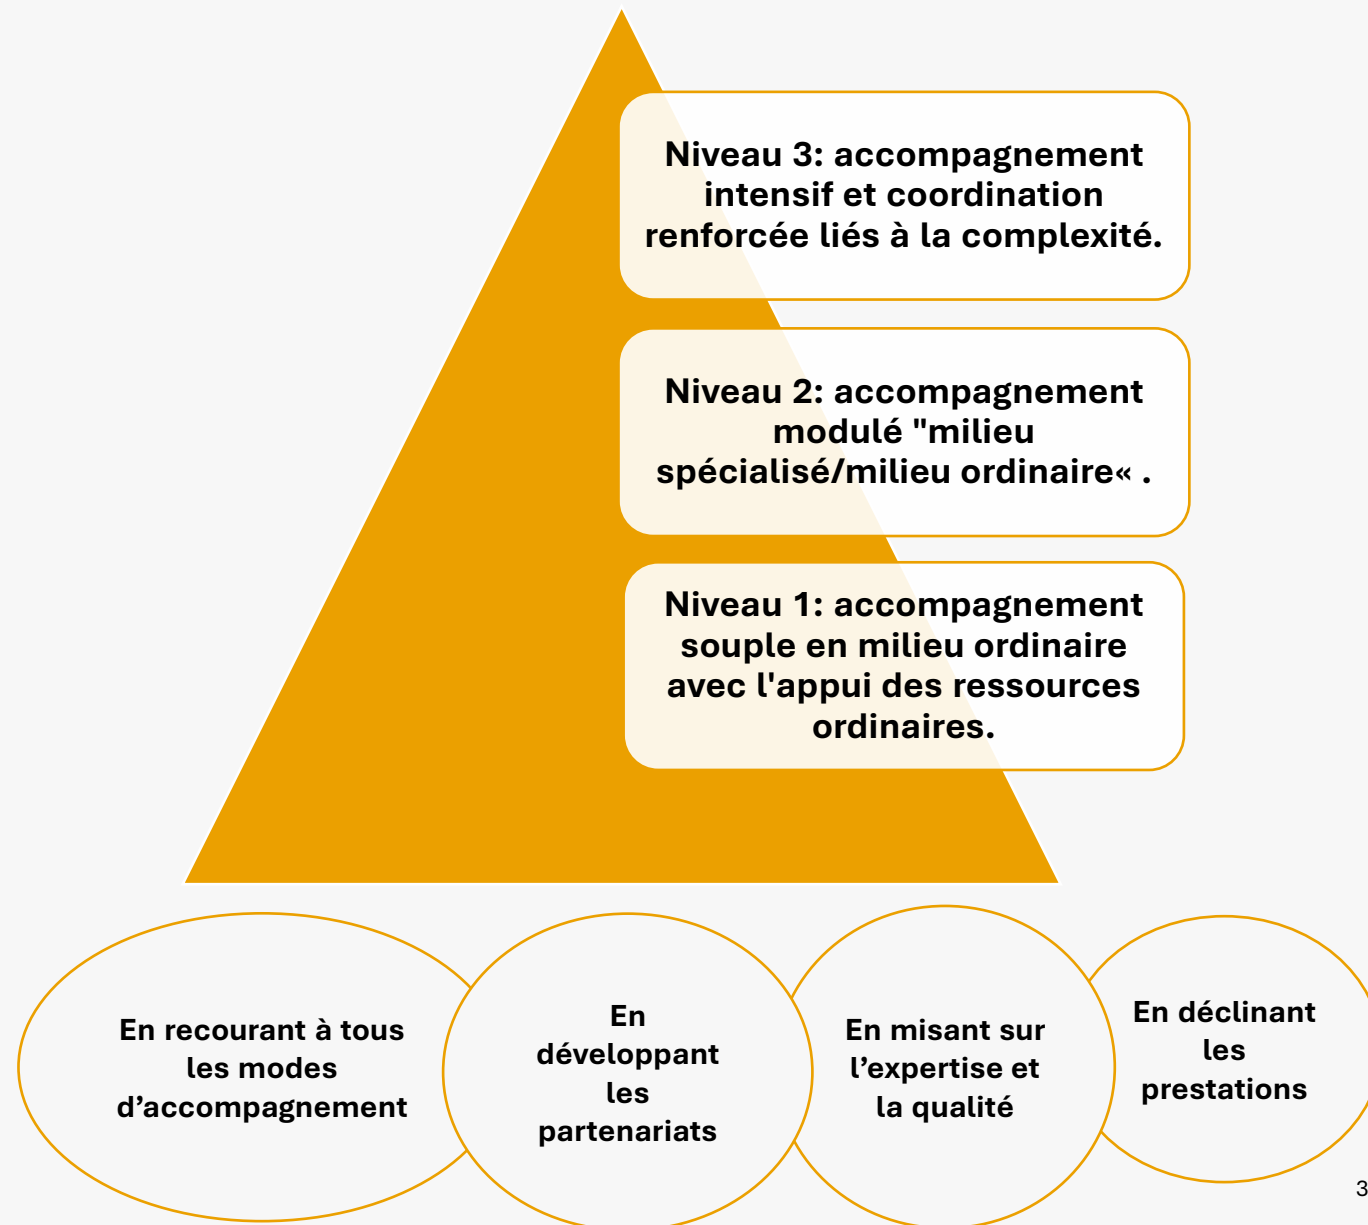 Niveau 3: accompagnement
intensif et coordination
renforcée liés à la complexité.
Niveau 2: accompagnement
modulé "milieu
spécialisé/milieu ordinaire« .
Niveau 1: accompagnement
souple en milieu ordinaire
avec l'appui des ressources
ordinaires.
En recourant à tous
les modes
d’accompagnement
En
développant
les
partenariats
En misant sur
l’expertise et
la qualité
En déclinant
les
prestations
3